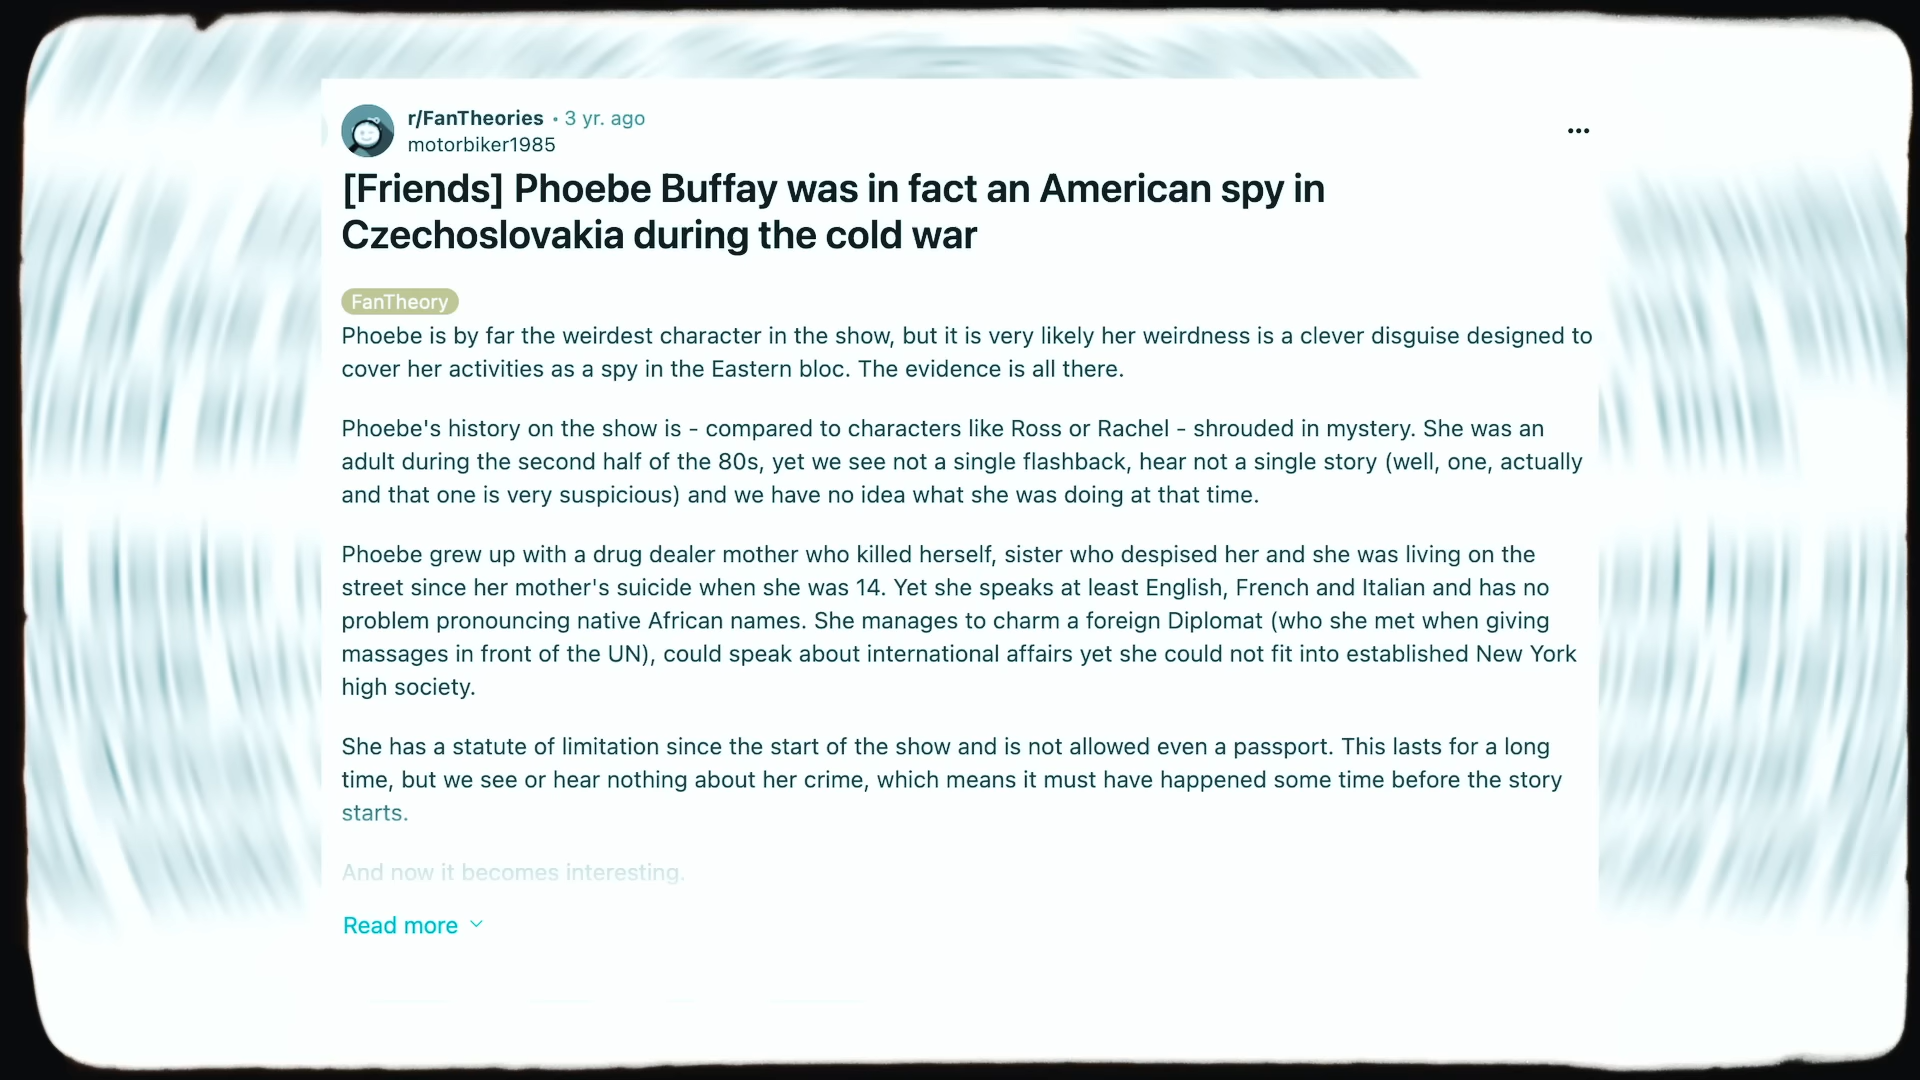 r/FanTheories • 3 yr. ago
motorbiker1985
[Friends] Phoebe Buffay was in fact an American spy in
Czechoslovakia during the cold war
FanTheory
Phoebe is by far the weirdest character in the show, but it is very likely her weirdness is a clever disguise designed to
cover her activities as a spy in the Eastern bloc. The evidence is all there.
Phoebe's history on the show is - compared to characters like Ross or Rachel - shrouded in mystery. She was an
adult during the second half of the 80s, yet we see not a single flashback, hear not a single story (well, one, actually
and that one is very suspicious) and we have no idea what she was doing at that time.
Phoebe grew up with a drug dealer mother who killed herself, sister who despised her and she was living on the
street since her mother's suicide when she was 14. Yet she speaks at least English, French and Italian and has no
problem pronouncing native African names. She manages to charm a foreign Diplomat (who she met when giving
massages in front of the UN), could speak about international affairs yet she could not fit into established New York
high society.
She has a statute of limitation since the start of the show and is not allowed even a passport. This lasts for a long
time, but we see or hear nothing about her crime, which means it must have happened some time before the story
starts.
And now it becomes interesting.
Read more